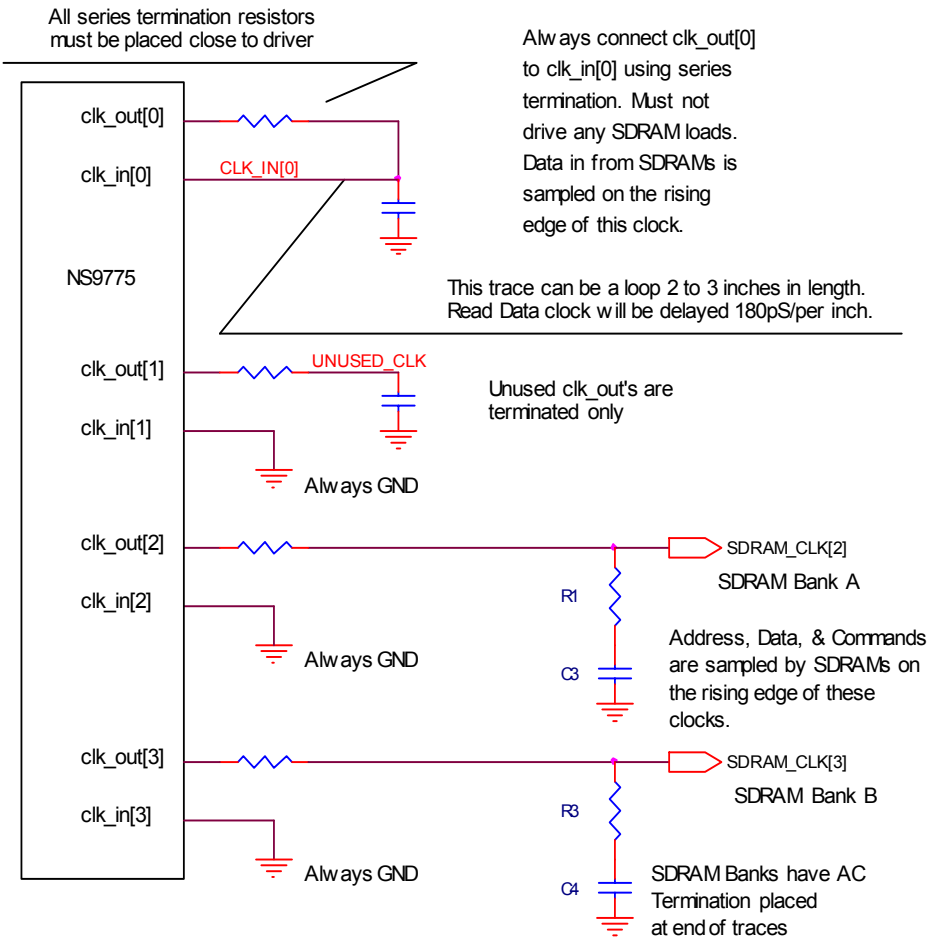 All series termination resistors
must be placed close to driver
Always connect clk_out[0]
to clk_in[0] using series
termination. Must not
drive any SDRAM loads.
Data in from SDRAMs is
sampled on the rising
edge of this clock.
clk_out[0]
clk_in[0]
CLK_IN[0]
NS9775
This trace can be a loop 2 to 3 inches in length.
Read Data clock will be delayed 180pS/per inch.
clk_out[1]
UNUSED_CLK
Unused clk_out's are
terminated only
clk_in[1]
Always GND
clk_out[2]
SDRAM_CLK[2]
SDRAM Bank A
clk_in[2]
R1
Always GND
C3
Address, Data, & Commands
are sampled by SDRAMs on
the rising edge of these
clocks.
clk_out[3]
SDRAM_CLK[3]
SDRAM Bank B
clk_in[3]
R3
Always GND
C4
SDRAM Banks have AC
Termination placed
at end of traces